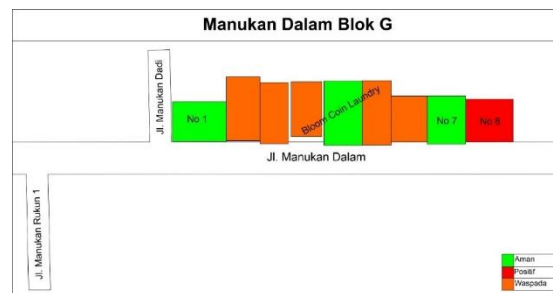 Manukan Dalam Blok G
Jl. Manukan Dadi
No 1
Bloom Coin Laundry
No 7
No 8
Jl. Manukan Dalam
Jl. Manukan Rukun 1
Aman
Positif
Waspada